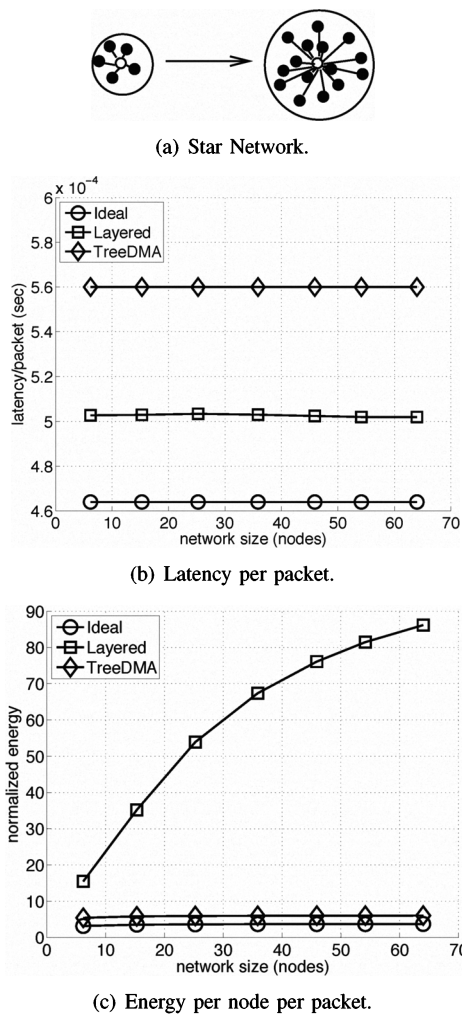 (a) Star Network.
6 x 10⁻⁴
Ideal
Layered
TreeDMA
5.8
5.6
5.4
5.2
5
4.8
4.6
latency/packet (sec)
0 10 20 30 40 50 60 70
network size (nodes)
(b) Latency per packet.
90
Ideal
Layered
TreeDMA
80
70
60
50
40
30
20
10
0
normalized energy
0 10 20 30 40 50 60 70
network size (nodes)
(c) Energy per node per packet.